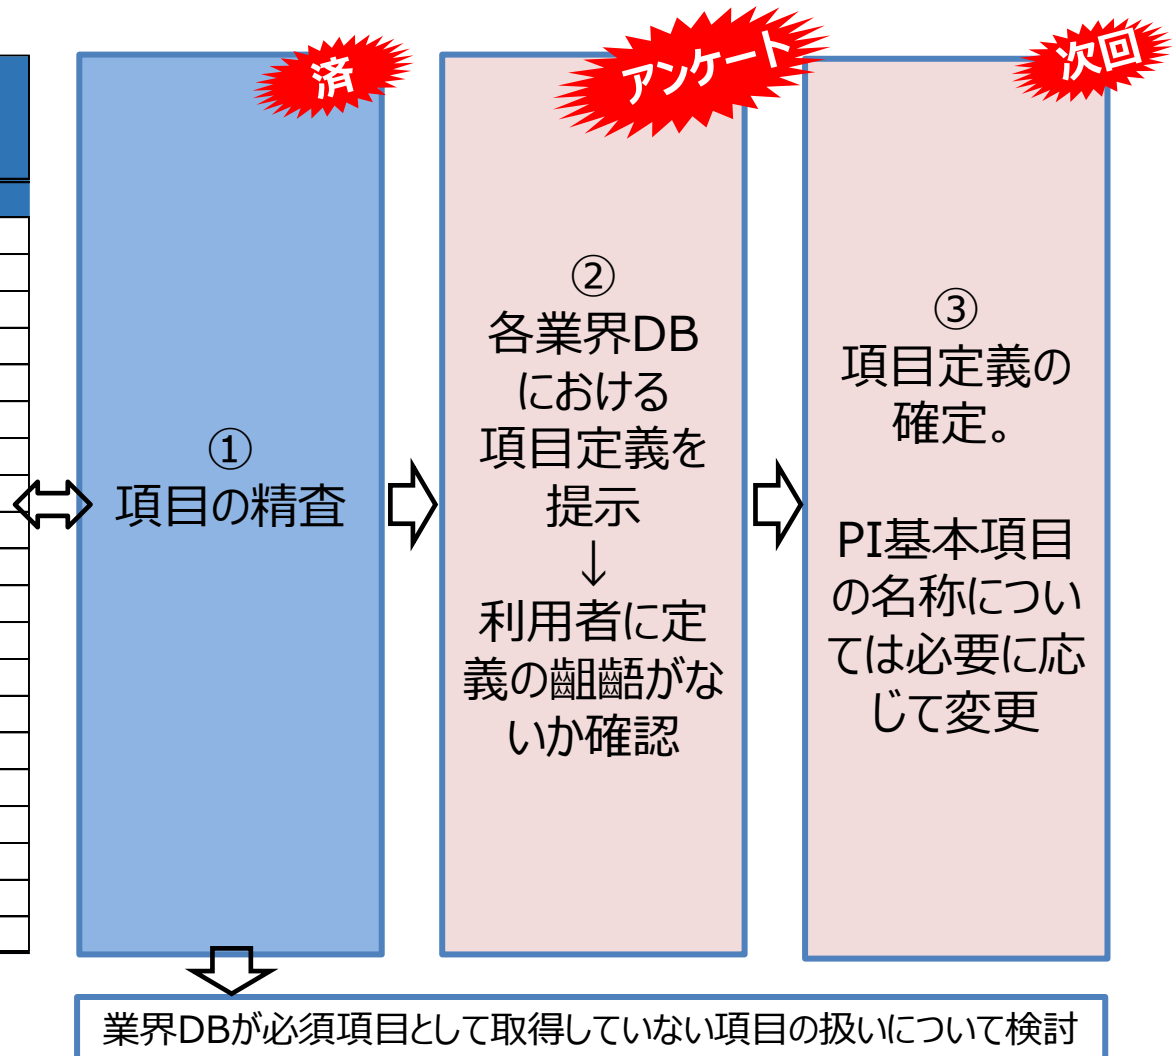 済
①
項目の精査
アンケート
②
各業界DB
における
項目定義を
提示
↓
利用者に定
義の齟齬がな
いか確認
次回
③
項目定義の
確定。
PI基本項目
の名称につい
ては必要に応
じて変更
業界DBが必須項目として取得していない項目の扱いについて検討